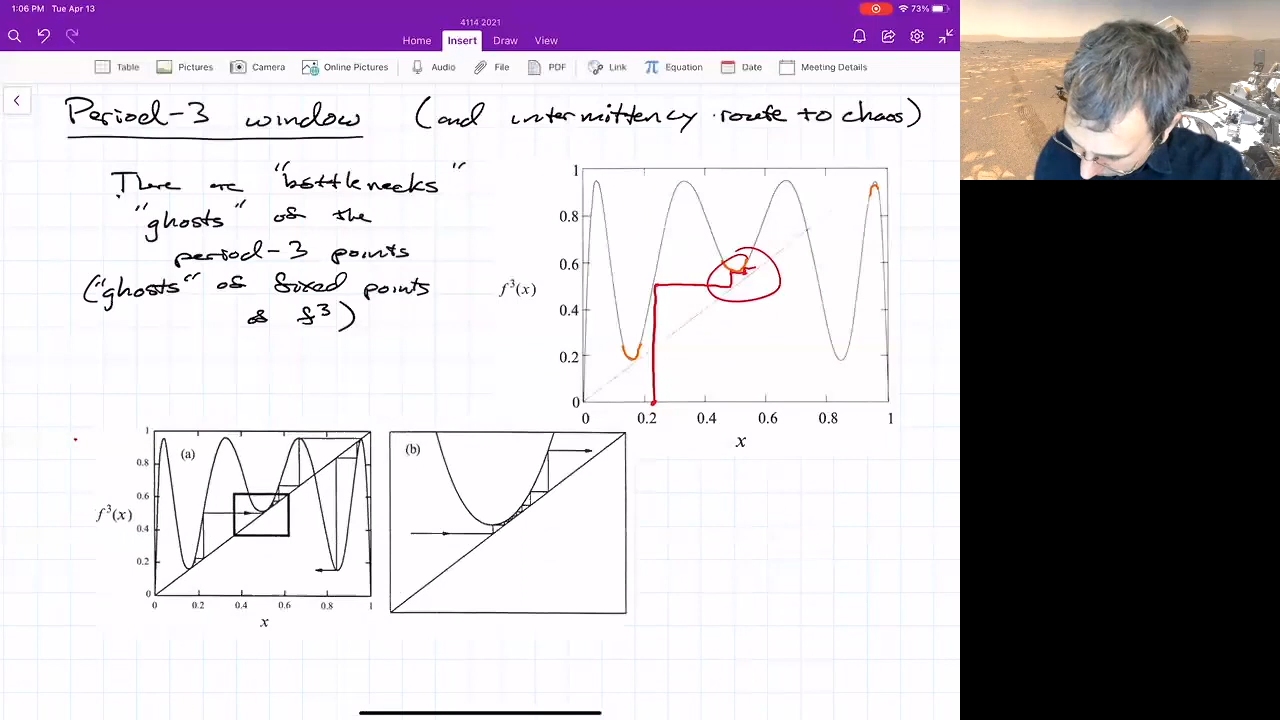 1:06 PM Tue Apr 13
73%
4114 2021
Home Insert Draw View
Table Pictures Camera Online Pictures Audio File PDF Link Equation Date Meeting Details
Period-3 window (and intermittency route to chaos)
There are "bottlenecks"
"ghosts" of the
period-3 points
("ghosts" of fixed points
of f³)
1
0.8
0.6
f³(x)
0.4
0.2
0
0 0.2 0.4 0.6 0.8 1
x
1
(a)
0.8
0.6
f³(x)
0.4
0.2
0
0 0.2 0.4 0.6 0.8 1
x
(b)